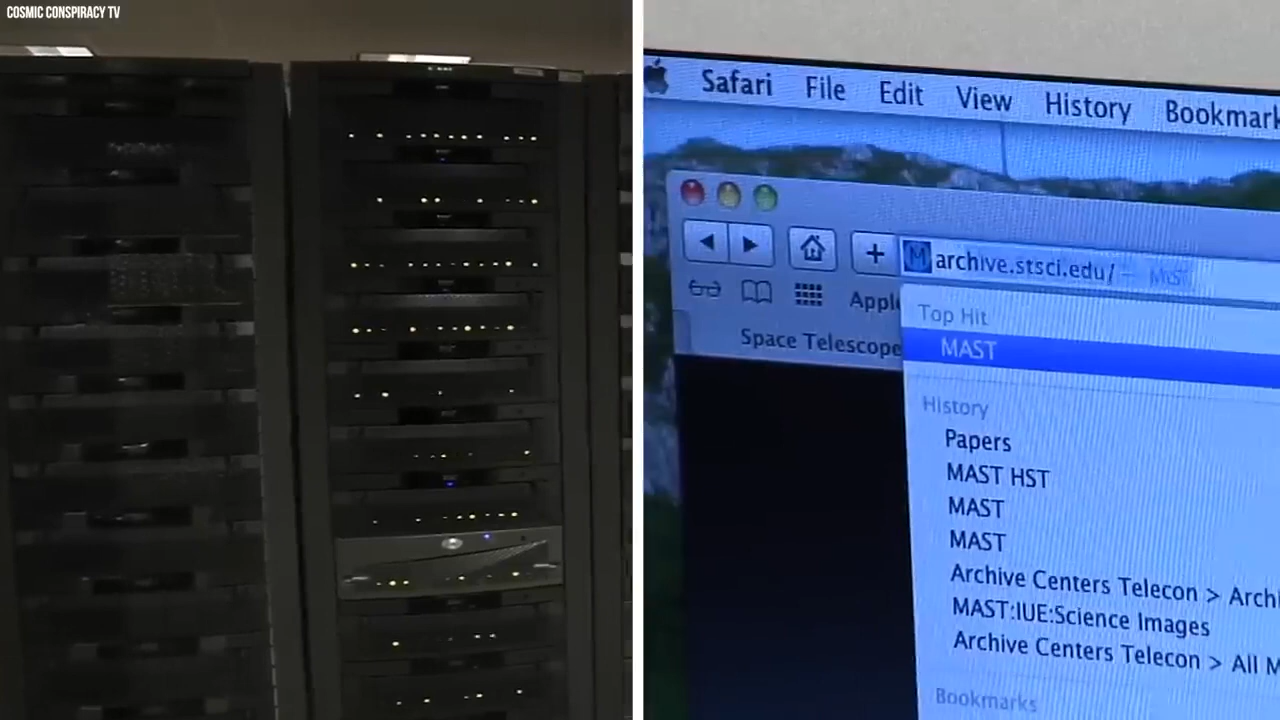 COSMIC CONSPIRACY TV
Safari File Edit View History Bookmark
archive.stsci.edu/ — MAST
Apple
Space Telescope
Top Hit
MAST
History
Papers
MAST HST
MAST
MAST
Archive Centers Telecon > Archi
MAST:IUE:Science Images
Archive Centers Telecon > All M
Bookmarks